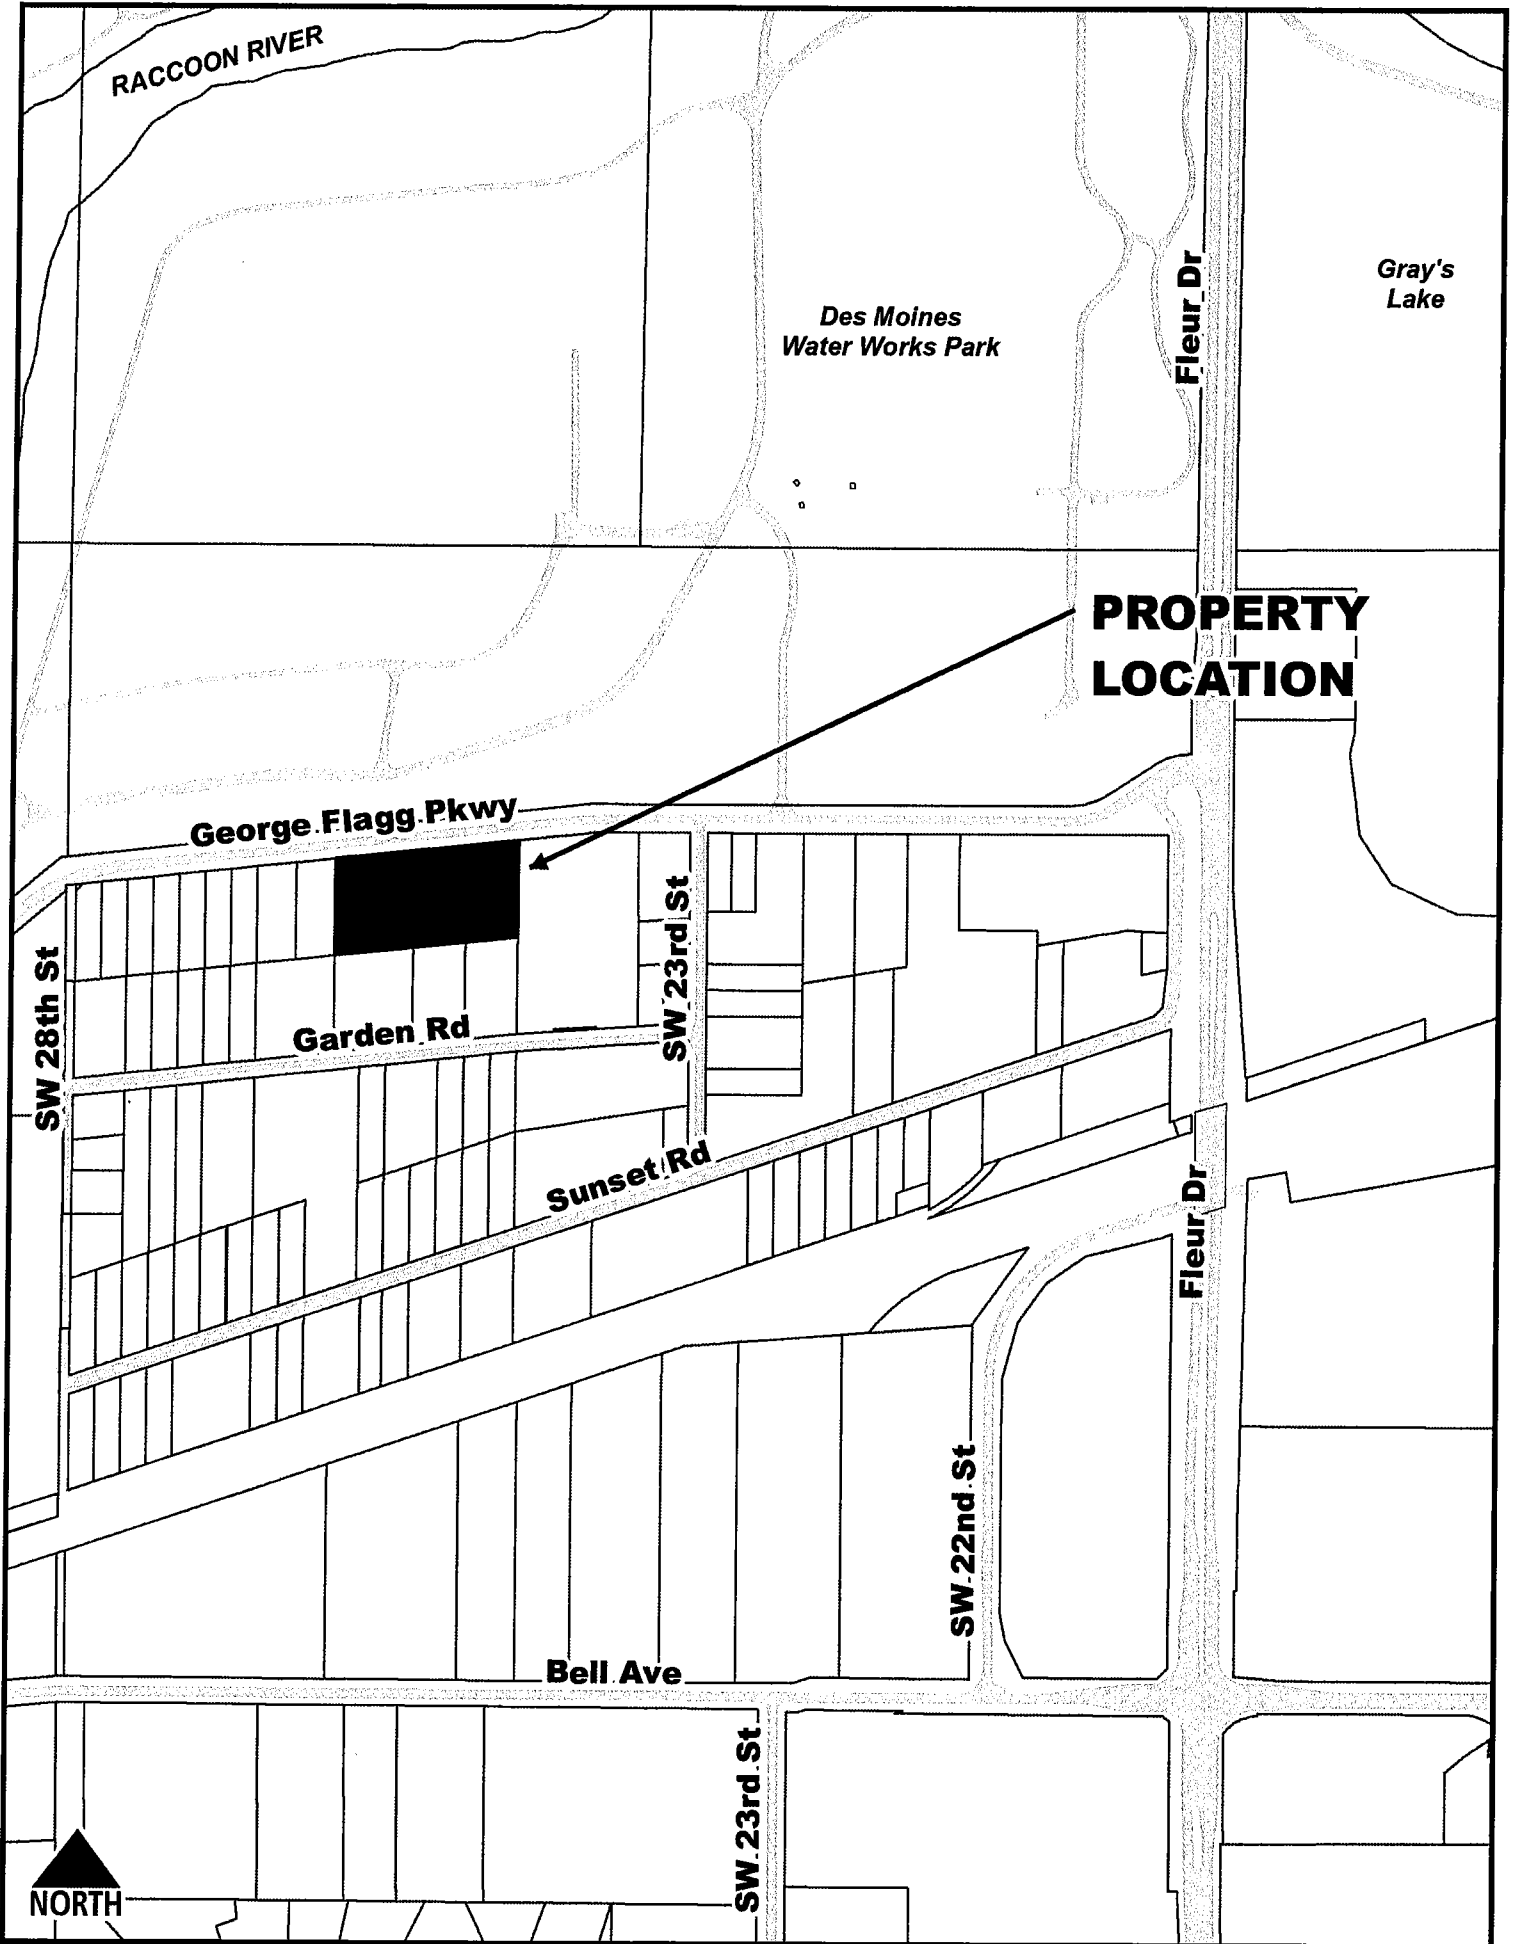 RACCOON RIVER
Fleur Dr
Gray's
Lake
Des Moines
Water Works Park
PROPERTY
LOCATION
George Flagg Pkwy
SW 23rd St
SW 28th St
Garden Rd
Sunset Rd
Fleur Dr
SW 22nd St
Bell Ave
SW 23rd St
NORTH